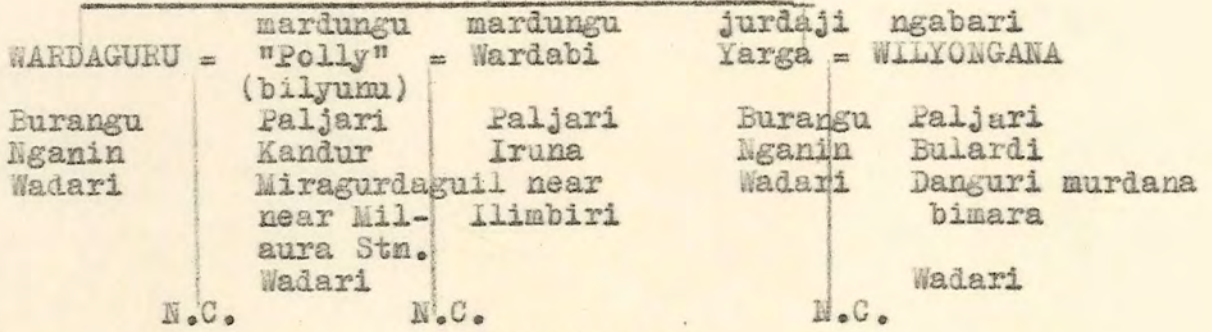 mardungu mardungu jurdaji ngabari
WARDAGURU = "Polly" = Wardabi Yarga = WILYONGANA
(bilyunu)
Burangu Paljari Paljari Burangu Paljari
Nganin Kandur Iruna Nganin Bulardi
Wadari Miragurdaguil near Wadari Danguri murdana
near Mil- Ilimbiri bimara
aura Stn.
Wadari Wadari
N.C. N.C. N.C.